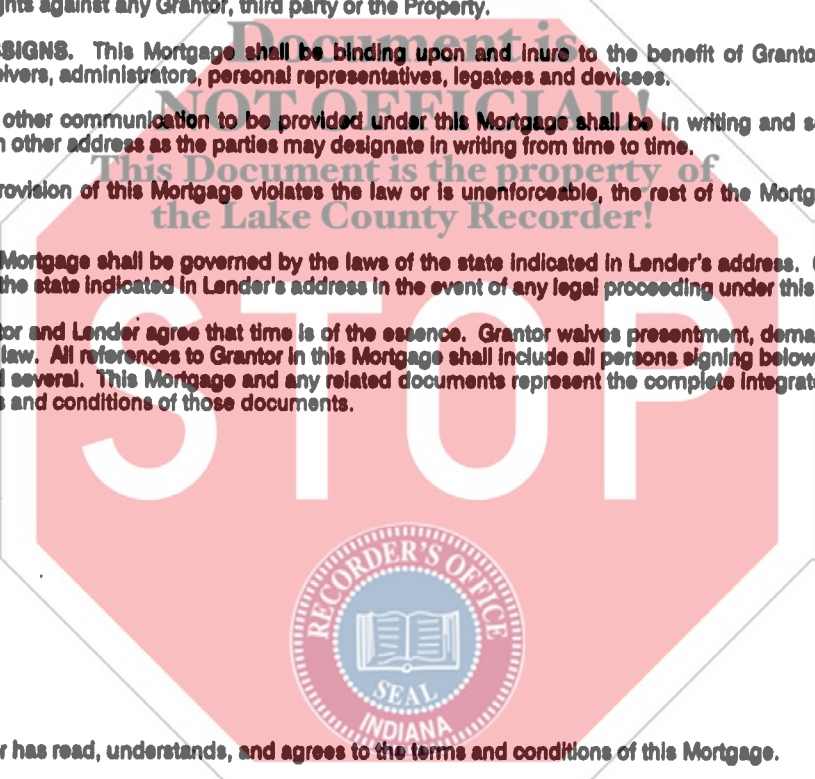 ghts against any Grantor, third party or the Property.
SSIGNS. This Mortgage shall be binding upon and inure to the benefit of Granto
eivers, administrators, personal representatives, legatees and devisees.
Document is
other communication to be provided under this Mortgage shall be in writing and s
NOT OFFICIAL!
h other address as the parties may designate in writing from time to time.
This Document is the property of
rovision of this Mortgage violates the law or is unenforceable, the rest of the Mortg
the Lake County Recorder!
Mortgage shall be governed by the laws of the state indicated in Lender's address.
the state indicated in Lender's address in the event of any legal proceeding under this
tor and Lender agree that time is of the essence. Grantor waives presentment, dema
law. All references to Grantor in this Mortgage shall include all persons signing below
d several. This Mortgage and any related documents represent the complete integrat
s and conditions of those documents.
STOP
RECORDER'S OFFICE
SEAL
INDIANA
r has read, understands, and agrees to the terms and conditions of this Mortgage.